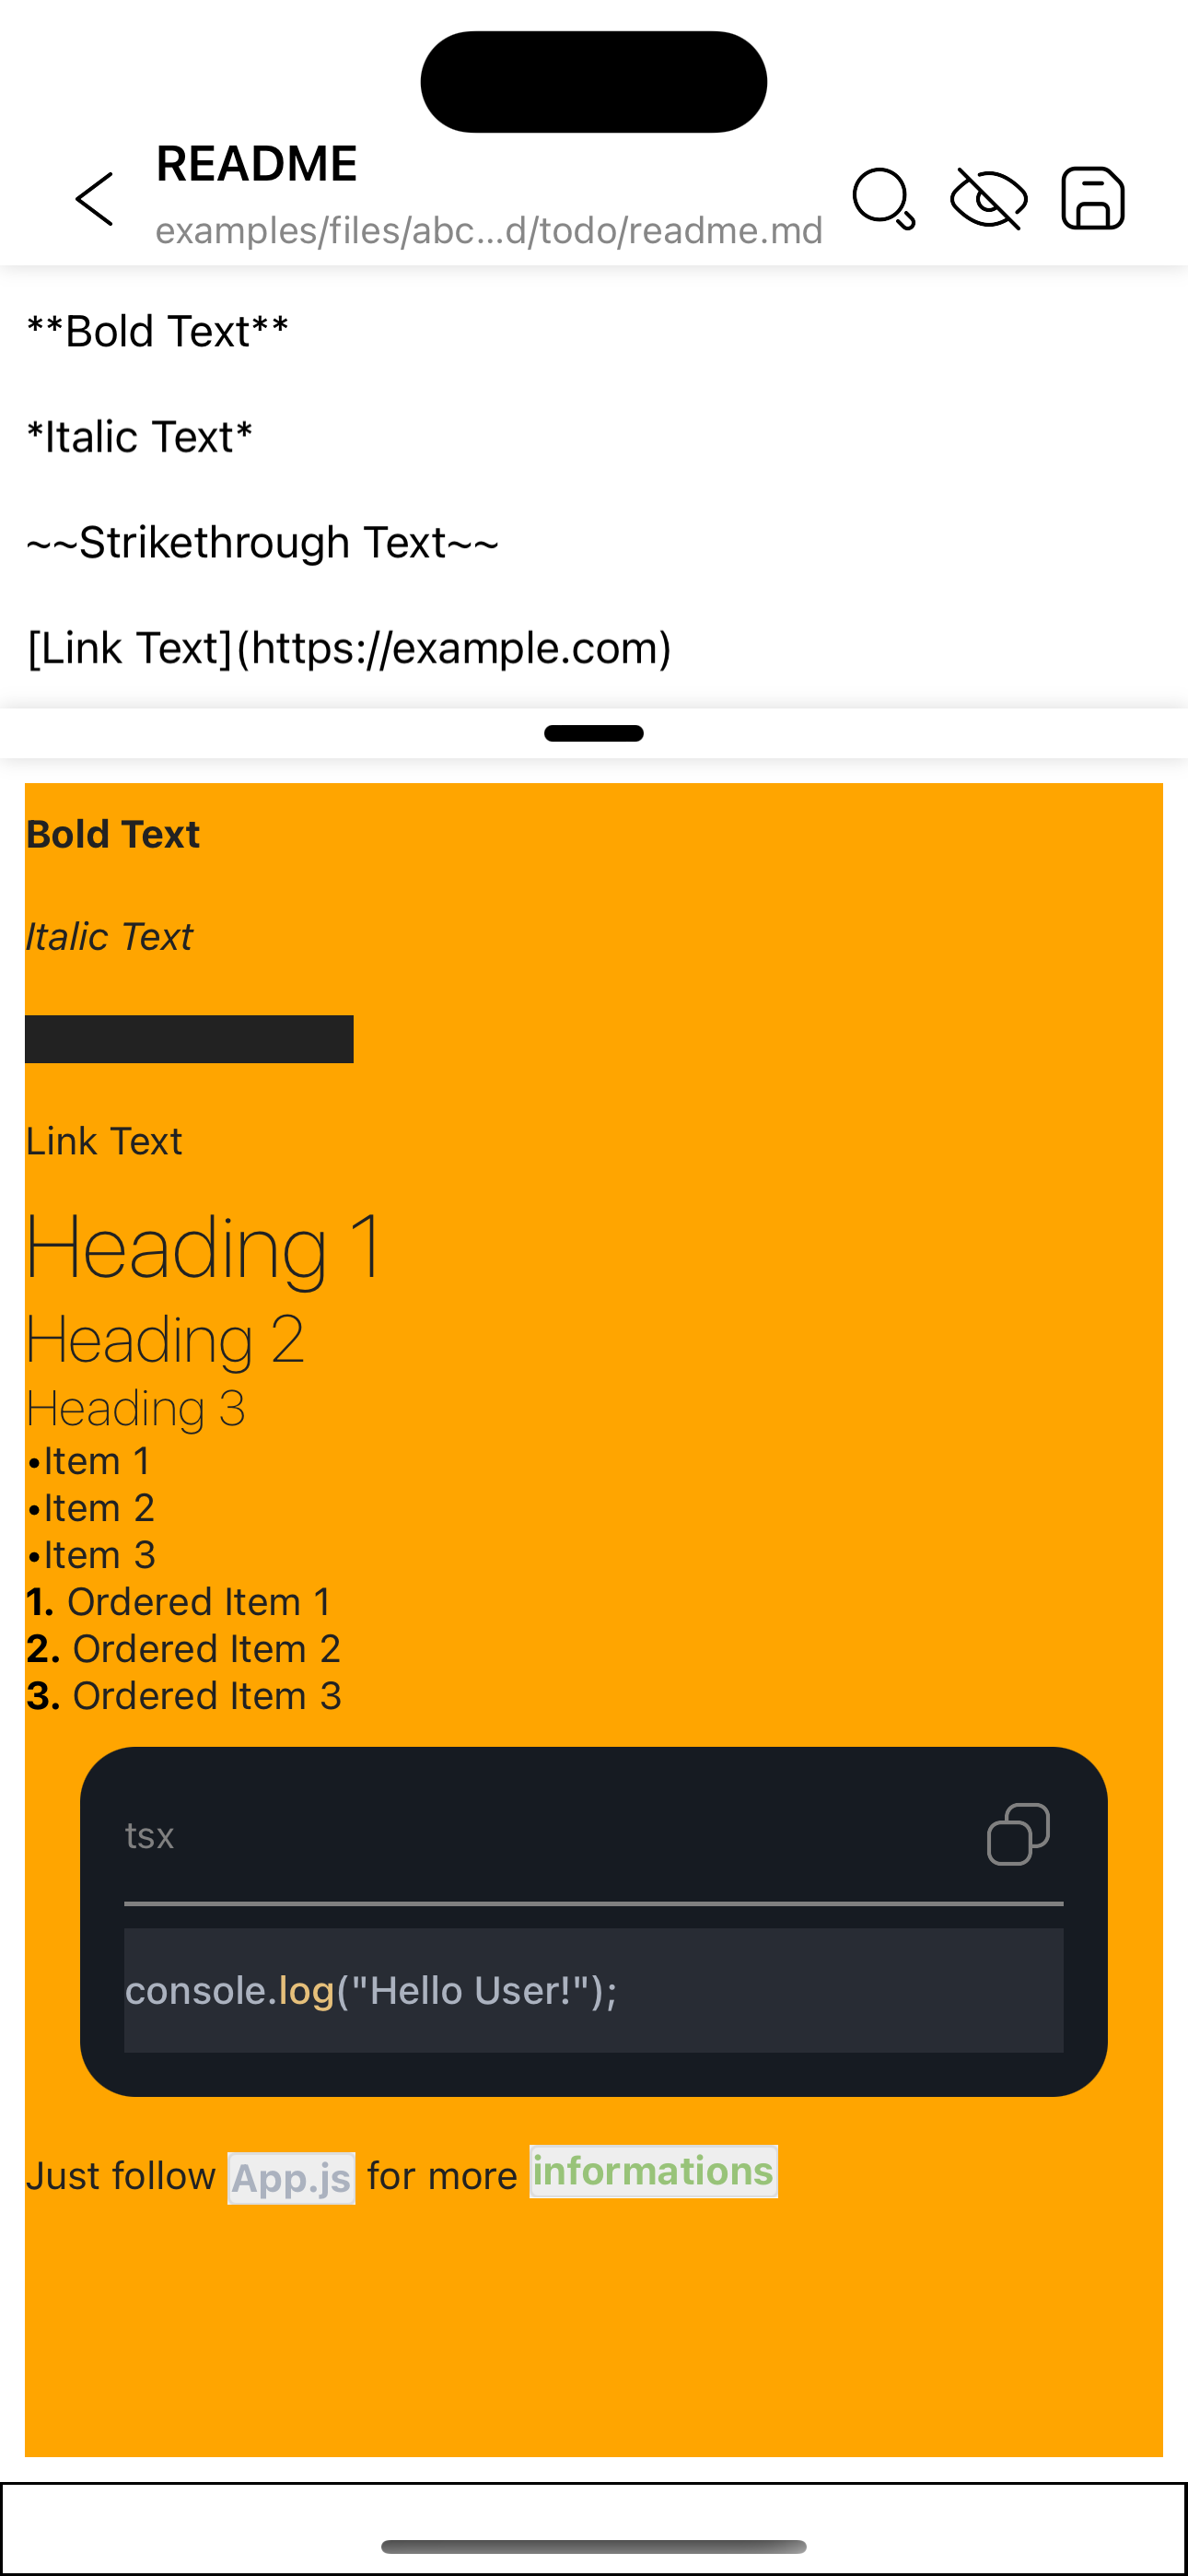 README
examples/files/abc...d/todo/readme.md
**Bold Text**
*Italic Text*
~~Strikethrough Text~~
[Link Text](https://example.com)
Bold Text
Italic Text
Link Text
Heading 1
Heading 2
Heading 3
•Item 1
•Item 2
•Item 3
1. Ordered Item 1
2. Ordered Item 2
3. Ordered Item 3
tsx
console.log("Hello User!");
Just follow App.js for more informations